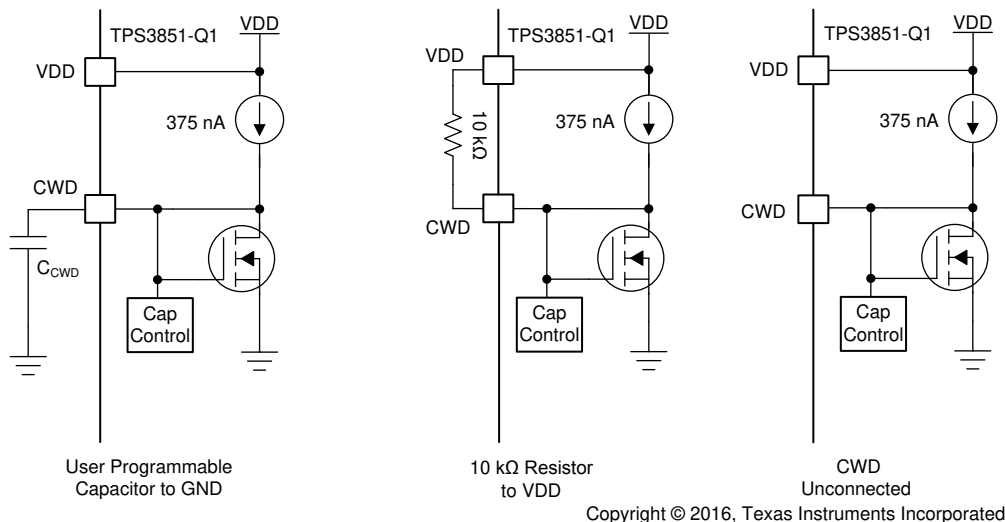 VDD
TPS3851-Q1
VDD
375 nA
CWD
C_CWD
Cap
Control
User Programmable
Capacitor to GND
VDD
TPS3851-Q1
VDD
10 kΩ
375 nA
CWD
Cap
Control
10 kΩ Resistor
to VDD
VDD
TPS3851-Q1
VDD
375 nA
CWD
Cap
Control
CWD
Unconnected
Copyright © 2016, Texas Instruments Incorporated